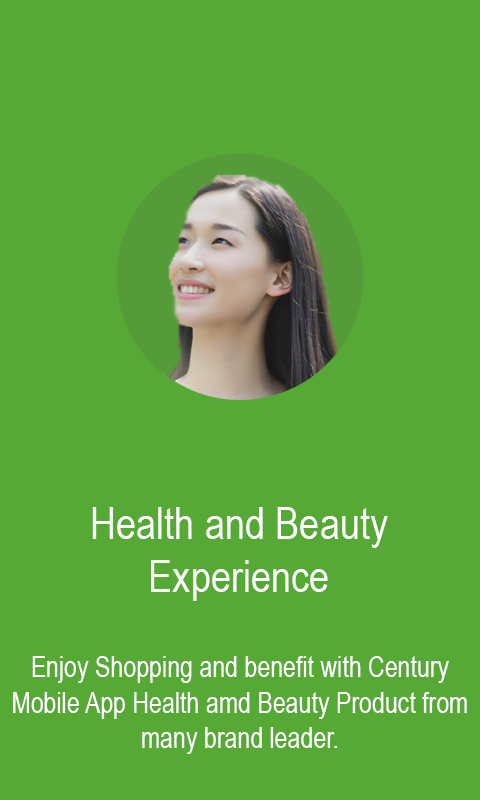 Health and Beauty
Experience
Enjoy Shopping and benefit with Century
Mobile App Health amd Beauty Product from
many brand leader.